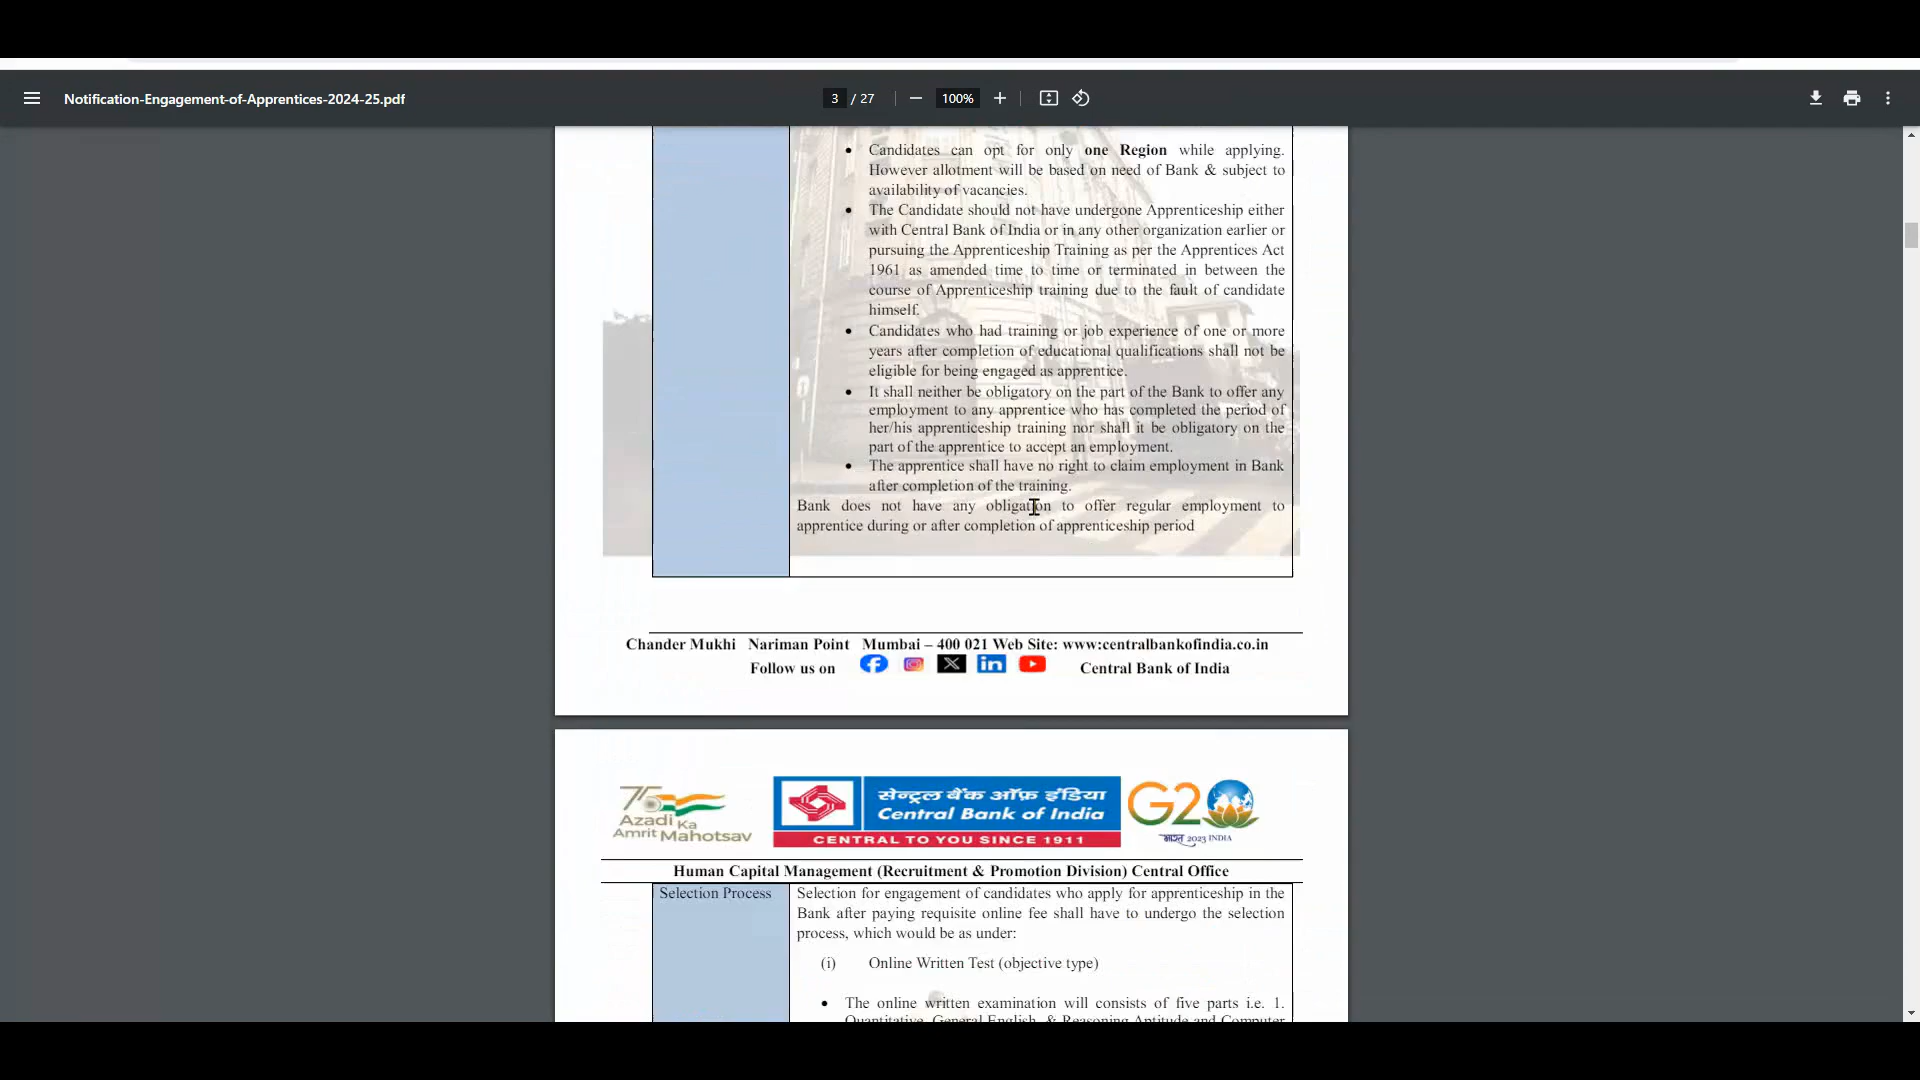 Notification-Engagement-of-Apprentices-2024-25.pdf
3 / 27
100%
• Candidates can opt for only one Region while applying.
However allotment will be based on need of Bank & subject to
availability of vacancies.
• The Candidate should not have undergone Apprenticeship either
with Central Bank of India or in any other organization earlier or
pursuing the Apprenticeship Training as per the Apprentices Act
1961 as amended time to time or terminated in between the
course of Apprenticeship training due to the fault of candidate
himself.
• Candidates who had training or job experience of one or more
years after completion of educational qualifications shall not be
eligible for being engaged as apprentice.
• It shall neither be obligatory on the part of the Bank to offer any
employment to any apprentice who has completed the period of
her/his apprenticeship training nor shall it be obligatory on the
part of the apprentice to accept an employment.
• The apprentice shall have no right to claim employment in Bank
after completion of the training.
Bank does not have any obligation to offer regular employment to
apprentice during or after completion of apprenticeship period
Chander Mukhi Nariman Point Mumbai – 400 021 Web Site: www:centralbankofindia.co.in
Follow us on Central Bank of India
75
Azadi Ka
Amrit Mahotsav
सेन्ट्रल बैंक ऑफ़ इंडिया
Central Bank of India
CENTRAL TO YOU SINCE 1911
G20
भारत 2023 INDIA
Human Capital Management (Recruitment & Promotion Division) Central Office
Selection Process
Selection for engagement of candidates who apply for apprenticeship in the
Bank after paying requisite online fee shall have to undergo the selection
process, which would be as under:
(i) Online Written Test (objective type)
• The online written examination will consists of five parts i.e. 1.
Quantitative, General English, & Reasoning Aptitude and Computer